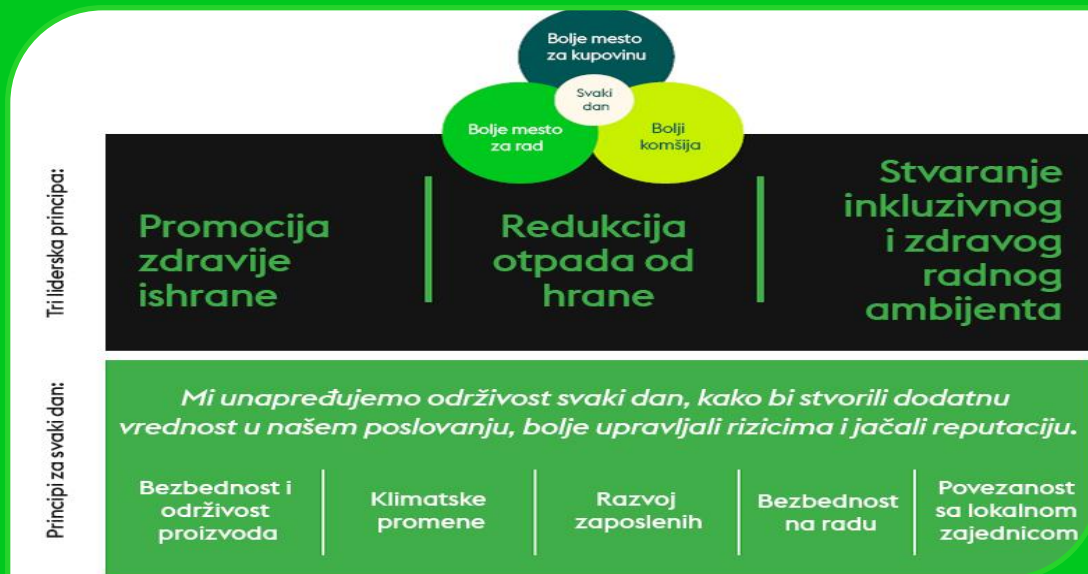 Bolje mesto
za kupovinu
Svaki
dan
Bolje mesto
za rad
Bolji
komšija
Tri liderska principa:
Promocija
zdravije
ishrane
Redukcija
otpada od
hrane
Stvaranje
inkluzivnog
i zdravog
radnog
ambijenta
Principi za svaki dan:
Mi unapređujemo održivost svaki dan, kako bi stvorili dodatnu
vrednost u našem poslovanju, bolje upravljali rizicima i jačali reputaciju.
Bezbednost i
održivost
proizvoda
Klimatske
promene
Razvoj
zaposlenih
Bezbednost
na radu
Povezanost
sa lokalnom
zajednicom